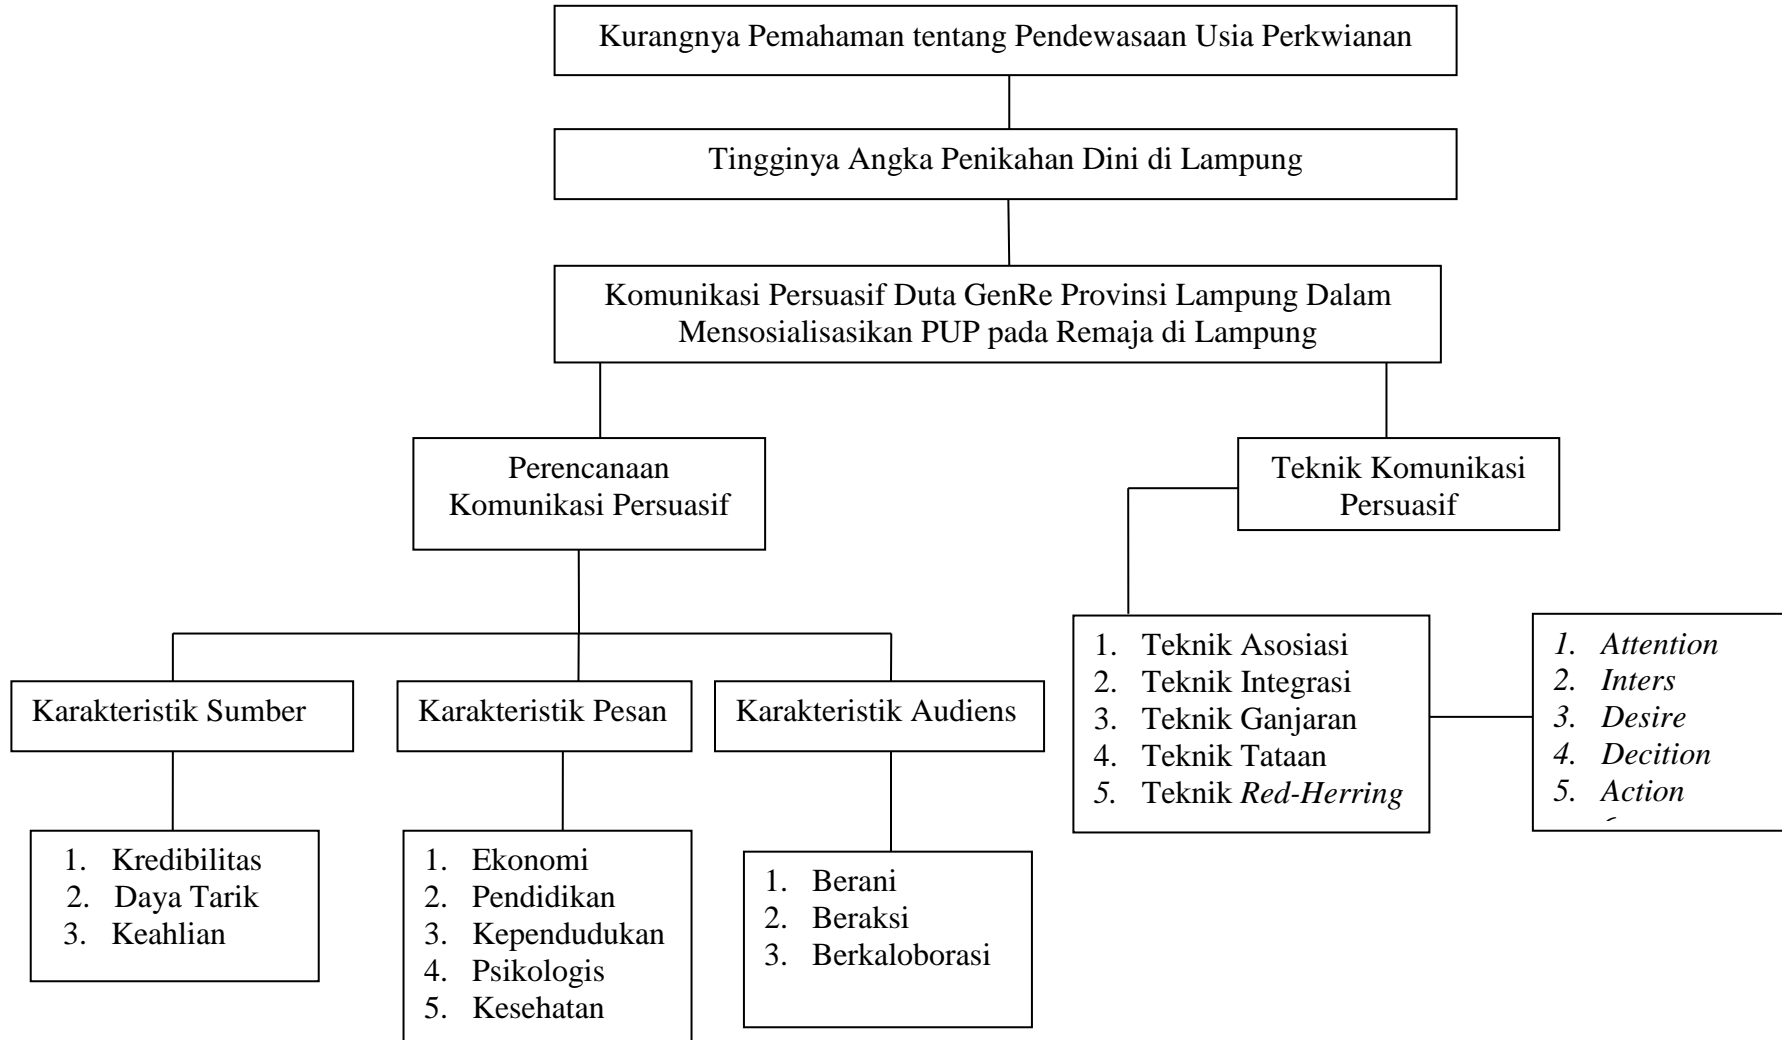 Kurangnya Pemahaman tentang Pendewasaan Usia Perkwianan
Tingginya Angka Penikahan Dini di Lampung
Komunikasi Persuasif Duta GenRe Provinsi Lampung Dalam
Mensosialisasikan PUP pada Remaja di Lampung
Perencanaan
Komunikasi Persuasif
Teknik Komunikasi
Persuasif
Karakteristik Sumber
Karakteristik Pesan
Karakteristik Audiens
1. Kredibilitas
2. Daya Tarik
3. Keahlian
1. Ekonomi
2. Pendidikan
3. Kependudukan
4. Psikologis
5. Kesehatan
1. Berani
2. Beraksi
3. Berkaloborasi
1. Teknik Asosiasi
2. Teknik Integrasi
3. Teknik Ganjaran
4. Teknik Tataan
5. Teknik Red-Herring
1. Attention
2. Inters
3. Desire
4. Decition
5. Action